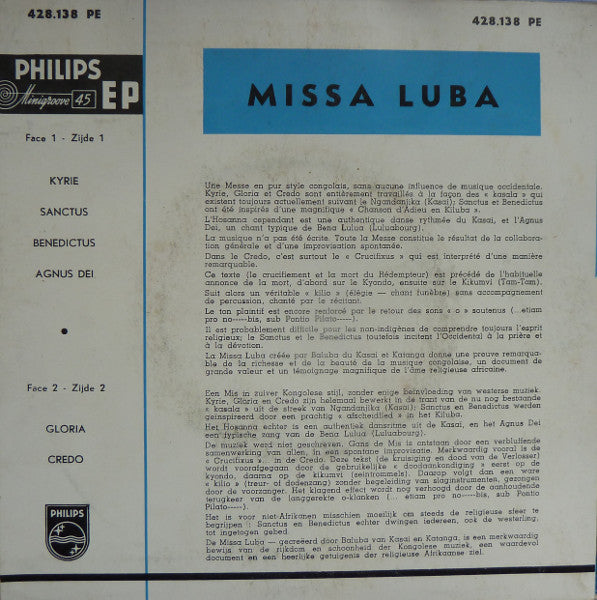 428.138 PE
428.138 PE
PHILIPS
Minigroove 45 EP
Face 1 - Zijde 1
KYRIE
SANCTUS
BENEDICTUS
AGNUS DEI
Face 2 - Zijde 2
GLORIA
CREDO
PHILIPS
MISSA LUBA
Une Messe en pur style congolais, sans aucune influence de musique occidentale.
Kyrie, Gloria et Credo sont entièrement travaillés à la façon des « kasala » qui
existent toujours actuellement suivant le Ngandanjika (Kasai); Sanctus et Benedictus
ont été inspirés d'une magnifique « Chanson d'Adieu en Kiluba ».
L'Hosanna cependant est une authentique danse rythmée du Kasai, et l'Agnus
Dei, un chant typique de Bena Lulua (Luluabourg).
La musique n'a pas été écrite. Toute la Messe constitue le résultat de la collabora-
tion générale et d'une improvisation spontanée.
Dans le Credo, c'est surtout le « Crucifixus » qui est interprété d'une manière
remarquable.
Ce texte (le crucifiement et la mort du Rédempteur) est précédé de l'habituelle
annonce de la mort, d'abord sur le Kyondo, ensuite sur le Kikumvi (Tam-Tam).
Suit alors un véritable « kilio » (élégie — chant funèbre) sans accompagnement
de percussion, chanté par le récitant.
Le ton plaintif est encore renforcé par le retour des sons « o » soutenus (...etiam
pro no-----bis, sub Pontio Pilato-----).
Il est probablement difficile pour les non-indigènes de comprendre toujours l'esprit
religieux; le Sanctus et le Benedictus toutefois incitent l'Occidental à la prière et
à la dévotion.
La Missa Luba créée par Baluba du Kasai et Katanga donne une preuve remarqua-
ble de la richesse et de la beauté de la musique congolaise, un document de
grande valeur et un témoignage magnifique de l'âme religieuse africaine.
Een Mis in zuiver Kongolese stijl, zonder enige beïnvloeding van westerse muziek.
Kyrie, Gloria en Credo zijn helemaal bewerkt in de trant van de nu nog bestaande
« kasala » uit de streek van Ngandanjika (Kasai); Sanctus en Benedictus werden
geïnspireerd door een prachtig « afscheidlied » in het Kiluba.
Het Hosanna echter is een authentiek dansritme uit de Kasai, en het Agnus Dei
een typische zang van de Bena Lulua (Luluabourg).
De muziek werd niet geschreven. Gans de Mis is ontstaan door een verbluffende
samenwerking van allen, in een spontane improvisatie. Merkwaardig vooral is de
« Crucifixus »... in de Credo. Deze tekst (de kruisiging en dood van de Verlosser)
wordt voorafgegaan door de gebruikelijke « doodaankondiging » eerst op de
kyondo, daarna op de kikumvi (seintrommels). Daarop volgt dan een ware
« kilio » (treur- of dodenzang) zonder begeleiding van slaginstrumenten, gezongen
door de voorzanger. Het klagend effect wordt nog verhoogd door de aanhoudende
terugkeer van de langgerekte o-klanken (... etiam pro no-----bis, sub Pontio
Pilato-----).
Het is voor niet-Afrikanen misschien moeilijk om steeds de religieuse steer te
begrijpen : Sanctus en Benedictus echter dwingen iedereen, ook de westerling,
tot ingetogen gebed.
De Missa Luba — gecreëerd door Baluba van Kasai en Katanga, is een merkwaardig
bewijs van de rijkdom en schoonheid der Kongolese muziek, een waardevol
document en een heerlijke getuigenis der religieuse Afrikaanse ziel.